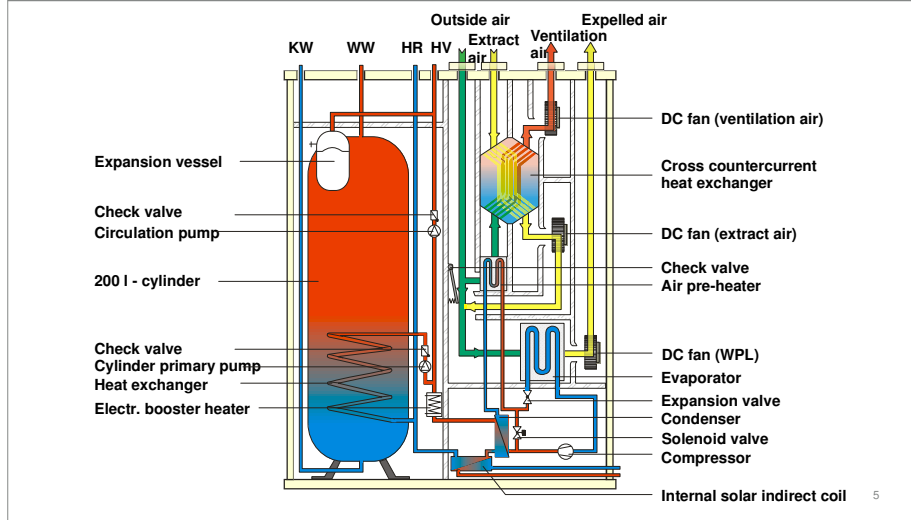 Outside air
Expelled air
KW
WW
HR
HV
Extract
air
Ventilation
air
DC fan (ventilation air)
Expansion vessel
Cross countercurrent
heat exchanger
Check valve
Circulation pump
DC fan (extract air)
200 l - cylinder
Check valve
Air pre-heater
Check valve
Cylinder primary pump
Heat exchanger
Electr. booster heater
DC fan (WPL)
Evaporator
Expansion valve
Condenser
Solenoid valve
Compressor
Internal solar indirect coil
5